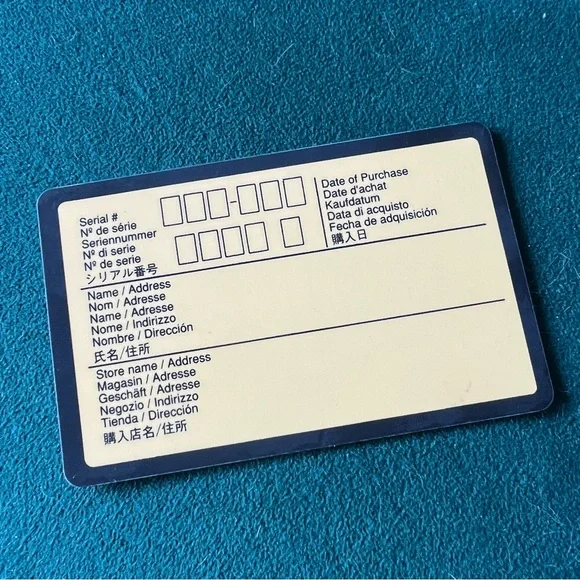 Serial #
Nº de série
Seriennummer
Nº di serie
Nº de serie
シリアル番号
Date of Purchase
Date d'achat
Kaufdatum
Data di acquisto
Fecha de adquisición
購入日
Name / Address
Nom / Adresse
Name / Adresse
Nome / Indirizzo
Nombre / Dirección
氏名/住所
Store name / Address
Magasin / Adresse
Geschäft / Adresse
Negozio / Indirizzo
Tienda / Dirección
購入店名/住所